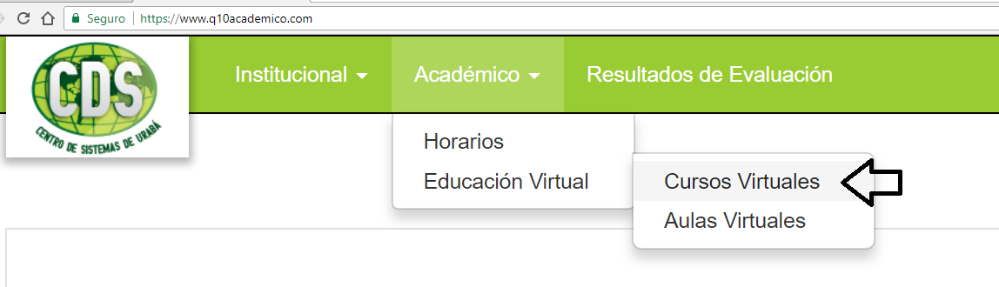 Seguro | https://www.q10academico.com
CDS
CENTRO DE SISTEMAS DE URABÁ
Institucional Académico Resultados de Evaluación
Horarios
Educación Virtual
Cursos Virtuales
Aulas Virtuales